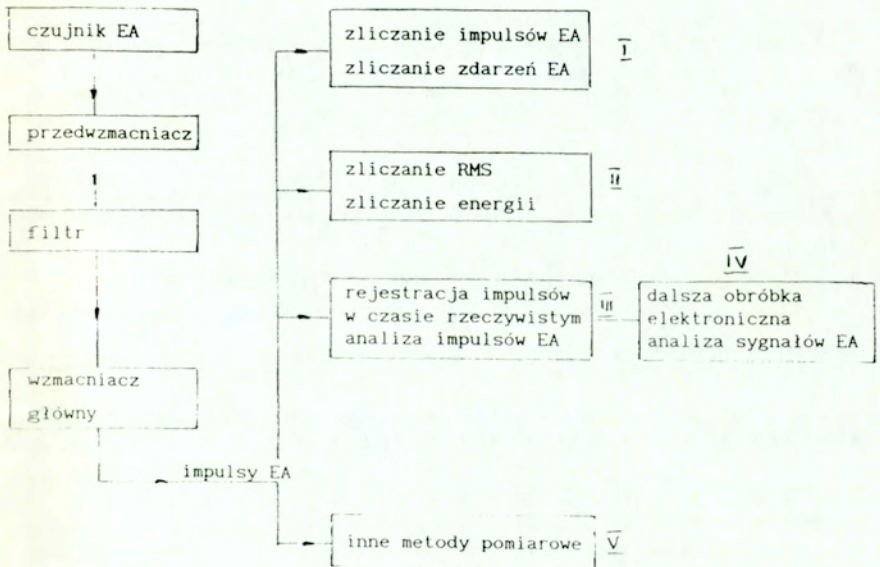 czujnik EA
przedwzmacniacz
filtr
wzmacniacz
główny
impulsy EA
zliczanie impulsów EA
zliczanie zdarzeń EA
I
zliczanie RMS
zliczanie energii
II
rejestracja impulsów
w czasie rzeczywistym
analiza impulsów EA
III
IV
dalsza obróbka
elektroniczna
analiza sygnałów EA
inne metody pomiarowe
V